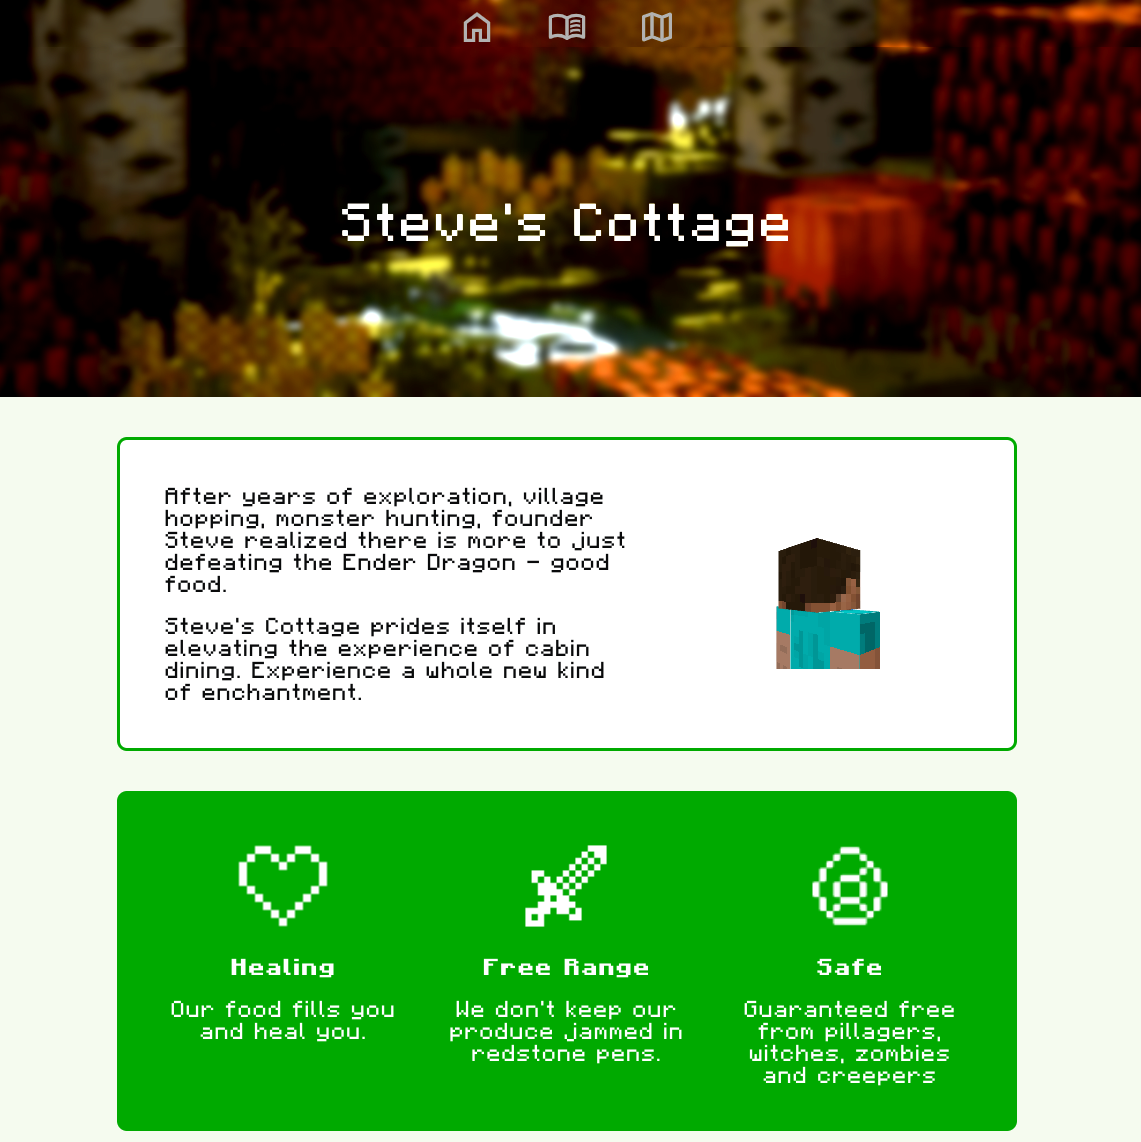 Steve's Cottage
After years of exploration, village
hopping, monster hunting, founder
Steve realized there is more to just
defeating the Ender Dragon - good
food.
Steve's Cottage prides itself in
elevating the experience of cabin
dining. Experience a whole new kind
of enchantment.
Healing
Our food fills you
and heal you.
Free Range
We don't keep our
produce jammed in
redstone pens.
Safe
Guaranteed free
from pillagers,
witches, zombies
and creepers